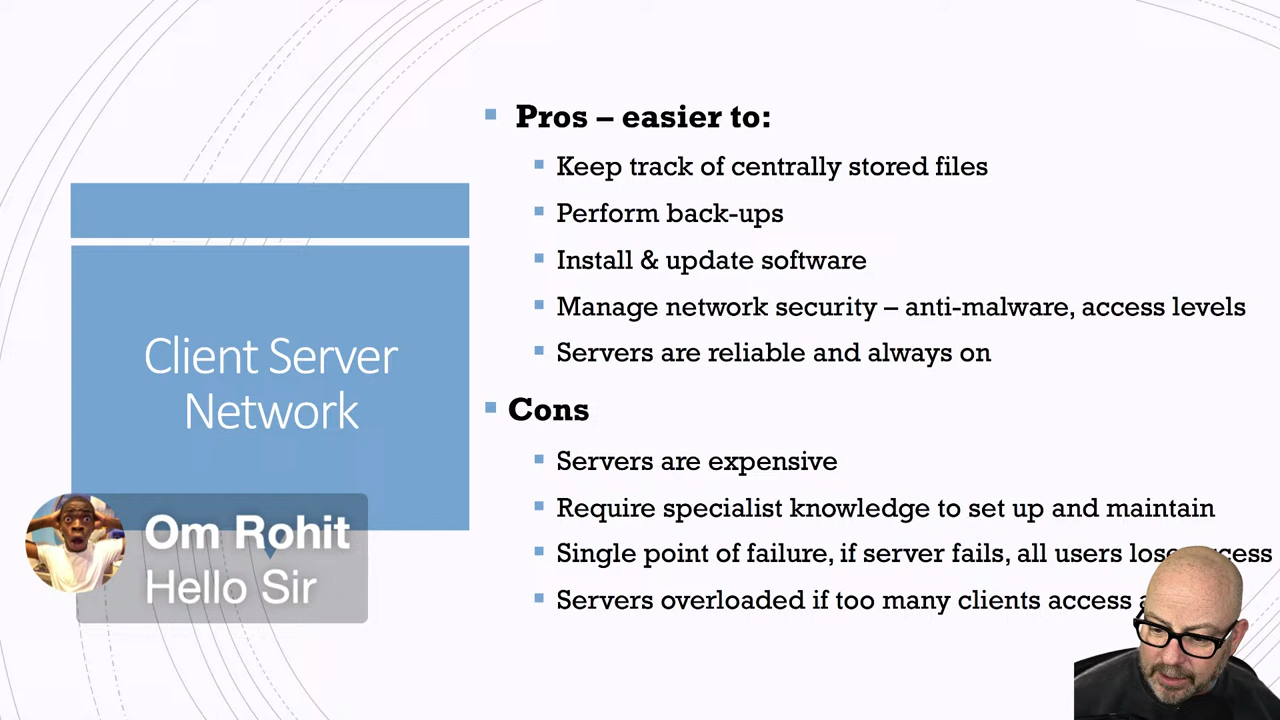 Client Server
Network
Pros – easier to:
Keep track of centrally stored files
Perform back-ups
Install & update software
Manage network security – anti-malware, access levels
Servers are reliable and always on
Cons
Servers are expensive
Require specialist knowledge to set up and maintain
Single point of failure, if server fails, all users lose access
Servers overloaded if too many clients access
Om Rohit
Hello Sir